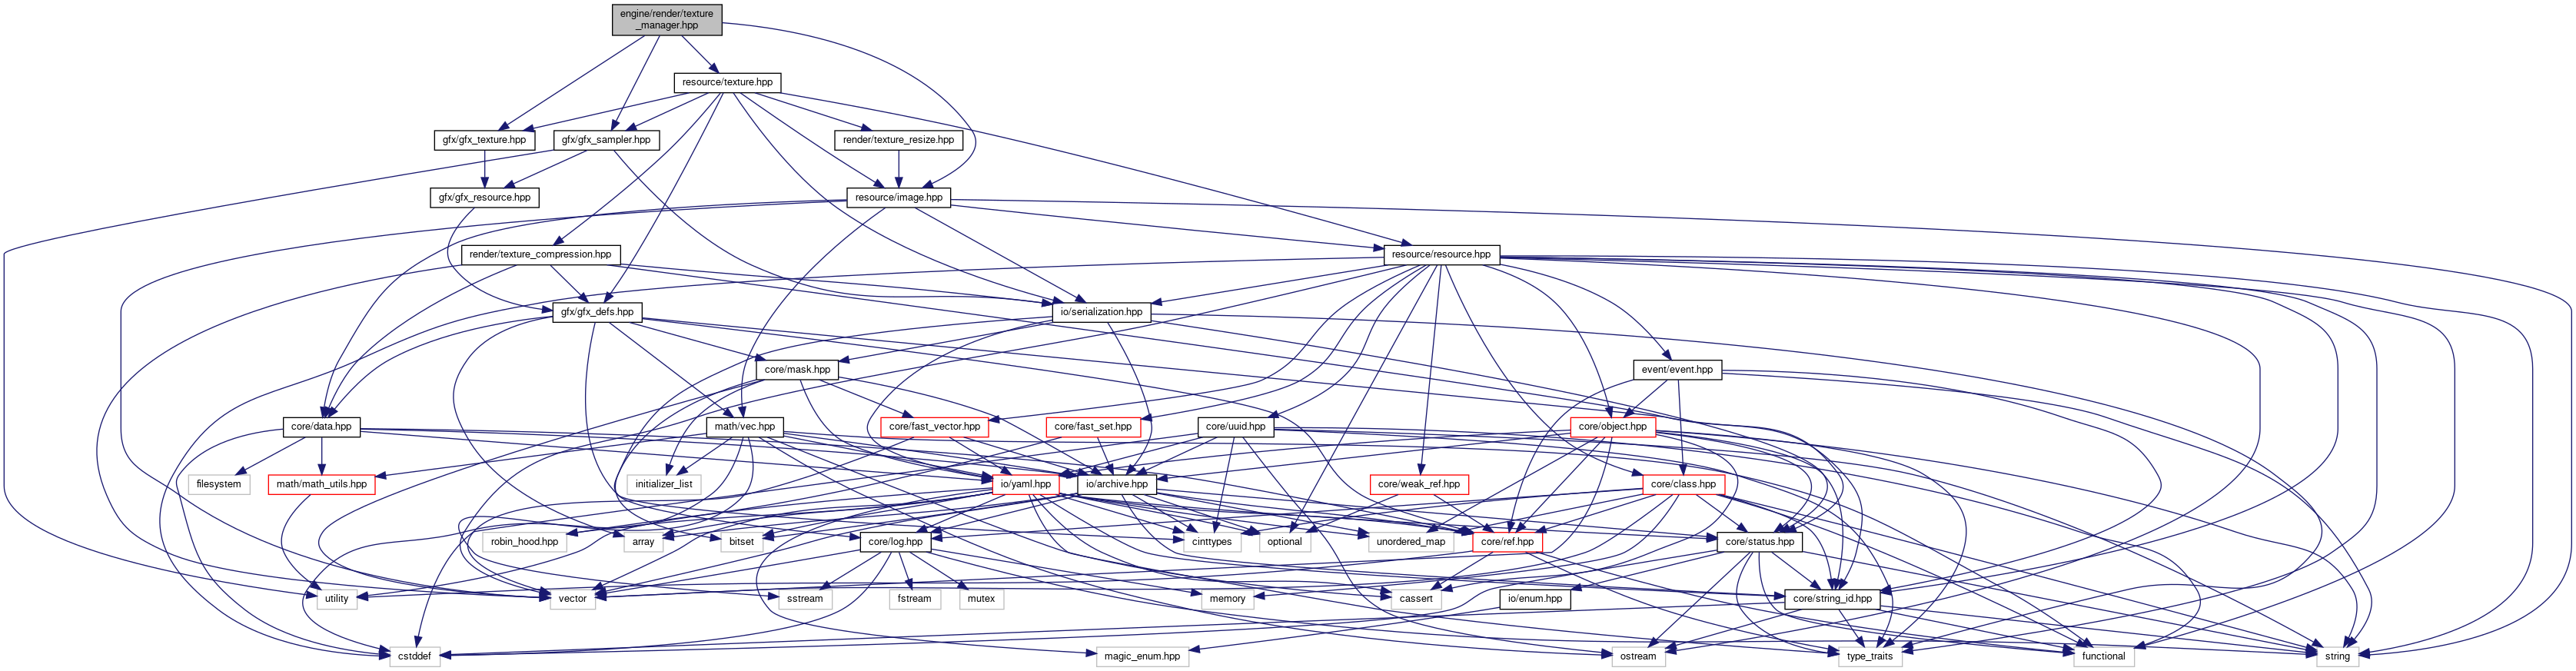 engine/render/texture
_manager.hpp
resource/texture.hpp
gfx/gfx_texture.hpp
gfx/gfx_sampler.hpp
render/texture_resize.hpp
gfx/gfx_resource.hpp
resource/image.hpp
render/texture_compression.hpp
resource/resource.hpp
gfx/gfx_defs.hpp
io/serialization.hpp
core/mask.hpp
event/event.hpp
core/data.hpp
math/vec.hpp
core/fast_vector.hpp
core/fast_set.hpp
core/uuid.hpp
core/object.hpp
filesystem
math/math_utils.hpp
initializer_list
io/yaml.hpp
io/archive.hpp
core/weak_ref.hpp
core/class.hpp
robin_hood.hpp
array
bitset
core/log.hpp
cinttypes
optional
unordered_map
core/ref.hpp
core/status.hpp
utility
vector
sstream
fstream
mutex
memory
cassert
io/enum.hpp
core/string_id.hpp
cstddef
magic_enum.hpp
ostream
type_traits
functional
string